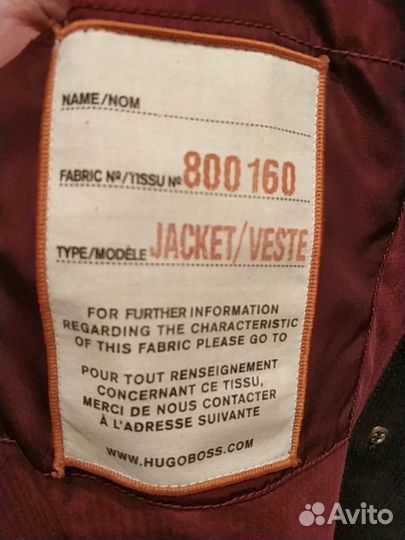 NAME/NOM
FABRIC Nº/TISSU Nº 800 160
TYPE/MODÈLE JACKET/VESTE
FOR FURTHER INFORMATION
REGARDING THE CHARACTERISTIC
OF THIS FABRIC PLEASE GO TO
POUR TOUT RENSEIGNEMENT
CONCERNANT CE TISSU,
MERCI DE NOUS CONTACTER
À L'ADRESSE SUIVANTE
WWW.HUGOBOSS.COM
Avito